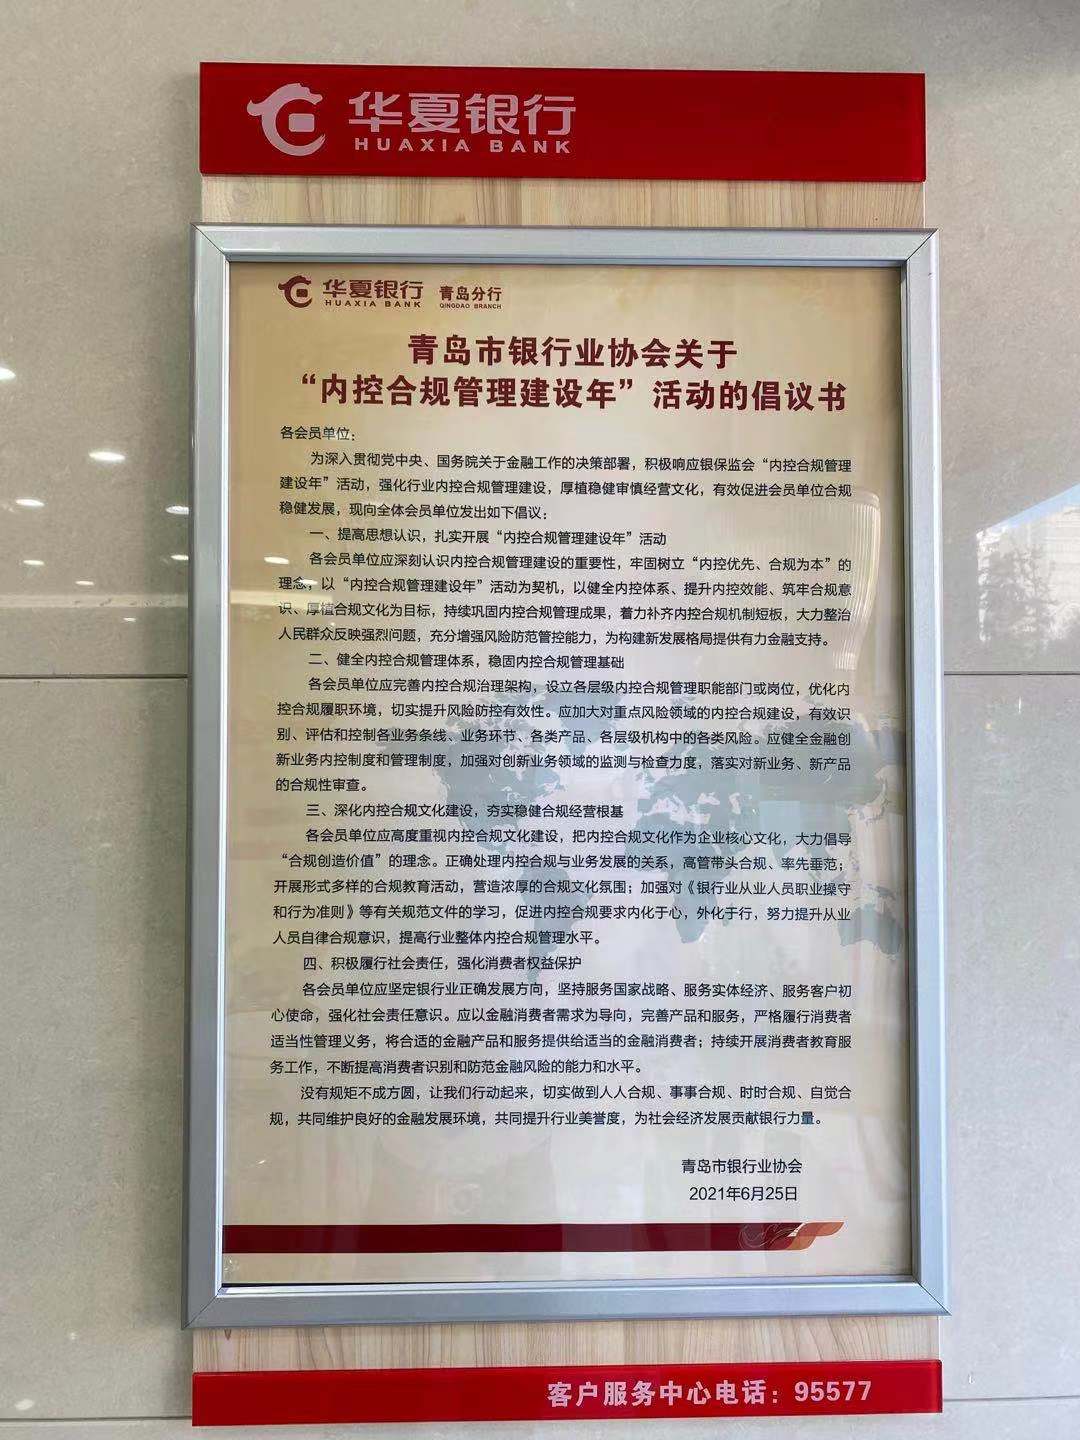 华夏银行
HUAXIA BANK
华夏银行 青岛分行
HUAXIA BANK QINGDAO BRANCH
青岛市银行业协会关于
“内控合规管理建设年”活动的倡议书
各会员单位：
为深入贯彻党中央、国务院关于金融工作的决策部署，积极响应银保监会“内控合规管理
建设年”活动，强化行业内控合规管理建设，厚植稳健审慎经营文化，有效促进会员单位合规
稳健发展，现向全体会员单位发出如下倡议：
一、提高思想认识，扎实开展“内控合规管理建设年”活动
各会员单位应深刻认识内控合规管理建设的重要性，牢固树立“内控优先、合规为本”的
理念，以“内控合规管理建设年”活动为契机，以健全内控体系、提升内控效能、筑牢合规意
识、厚植合规文化为目标，持续巩固内控合规管理成果，着力补齐内控合规机制短板，大力整治
人民群众反映强烈问题，充分增强风险防范管控能力，为构建新发展格局提供有力金融支持。
二、健全内控合规管理体系，稳固内控合规管理基础
各会员单位应完善内控合规治理架构，设立各层级内控合规管理职能部门或岗位，优化内
控合规履职环境，切实提升风险防控有效性。应加大对重点风险领域的内控合规建设，有效识
别、评估和控制各业务条线、业务环节、各类产品、各层级机构中的各类风险。应健全金融创
新业务内控制度和管理制度，加强对创新业务领域的监测与检查力度，落实对新业务、新产品
的合规性审查。
三、深化内控合规文化建设，夯实稳健合规经营根基
各会员单位应高度重视内控合规文化建设，把内控合规文化作为企业核心文化，大力倡导
“合规创造价值”的理念。正确处理内控合规与业务发展的关系，高管带头合规、率先垂范；
开展形式多样的合规教育活动，营造浓厚的合规文化氛围；加强对《银行业从业人员职业操守
和行为准则》等有关规范文件的学习，促进内控合规要求内化于心，外化于行，努力提升从业
人员自律合规意识，提高行业整体内控合规管理水平。
四、积极履行社会责任，强化消费者权益保护
各会员单位应坚定银行业正确发展方向，坚持服务国家战略、服务实体经济、服务客户初
心使命，强化社会责任意识。应以金融消费者需求为导向，完善产品和服务，严格履行消费者
适当性管理义务，将合适的金融产品和服务提供给适当的金融消费者；持续开展消费者教育服
务工作，不断提高消费者识别和防范金融风险的能力和水平。
没有规矩不成方圆，让我们行动起来，切实做到人人合规、事事合规、时时合规、自觉合
规，共同维护良好的金融发展环境，共同提升行业美誉度，为社会经济发展贡献银行力量。
青岛市银行业协会
2021年6月25日
客户服务中心电话：95577